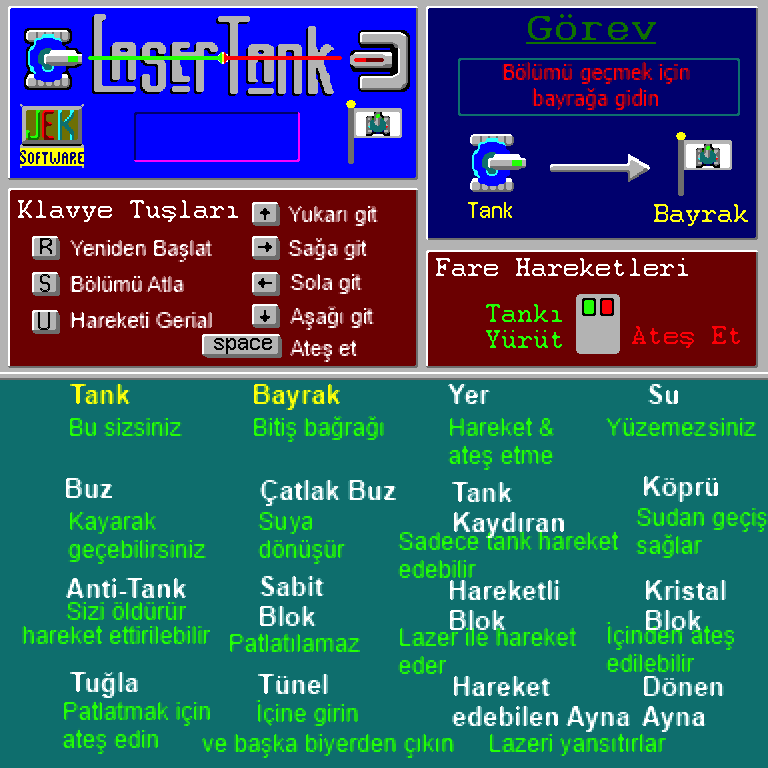 LaserTank
JEK
SOFTWARE
Görev
Bölümü geçmek için
bayrağa gidin
Tank
Bayrak
Klavye Tuşları
R Yeniden Başlat
S Bölümü Atla
U Hareketi Gerial
Yukarı git
Sağa git
Sola git
Aşağı git
space Ateş et
Fare Hareketleri
Tankı
Yürüt
Ateş Et
Tank
Bu sizsiniz
Bayrak
Bitiş bağrağı
Yer
Hareket &
ateş etme
Su
Yüzemezsiniz
Buz
Kayarak
geçebilirsiniz
Çatlak Buz
Suya
dönüşür
Tank
Kaydıran
Sadece tank hareket
edebilir
Köprü
Sudan geçiş
sağlar
Anti-Tank
Sizi öldürür
hareket ettirilebilir
Sabit
Blok
Patlatılamaz
Hareketli
Blok
Lazer ile hareket
eder
Kristal
Blok
İçinden ateş
edilebilir
Tuğla
Patlatmak için
ateş edin
Tünel
İçine girin
ve başka biyerden çıkın
Hareket
edebilen Ayna
Dönen
Ayna
Lazeri yansıtırlar